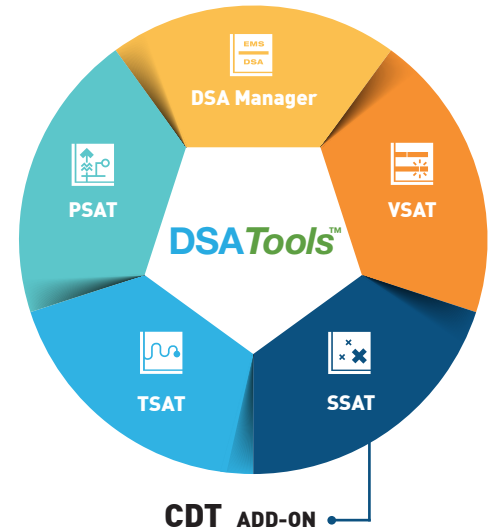 EMS
DSA
DSA Manager
PSAT
VSAT
DSATools™
TSAT
SSAT
CDT ADD-ON